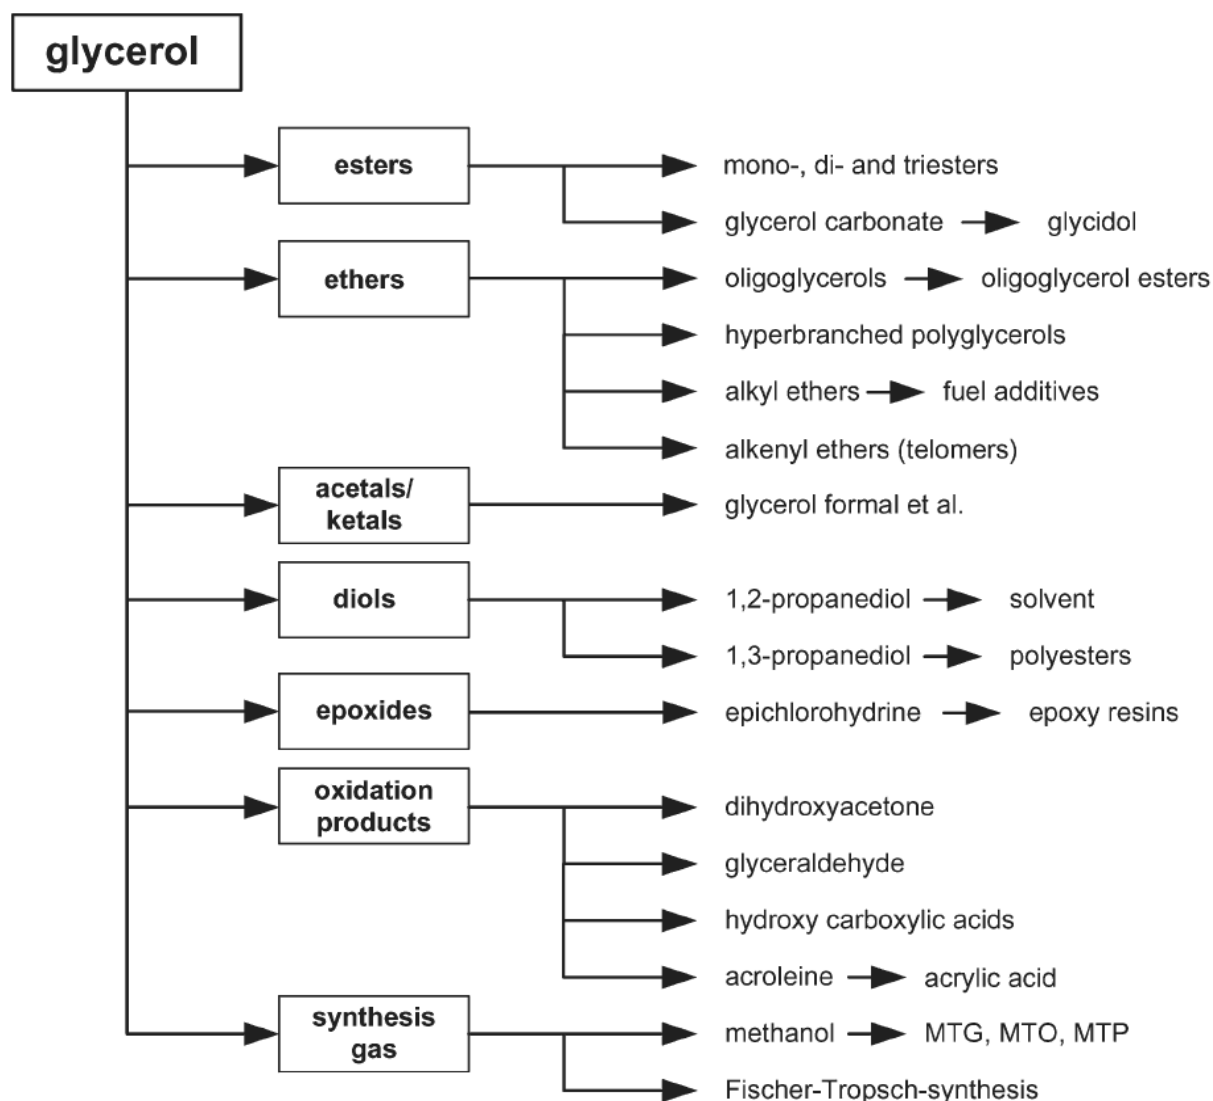 glycerol
esters
mono-, di- and triesters
glycerol carbonate
glycidol
ethers
oligoglycerols
oligoglycerol esters
hyperbranched polyglycerols
alkyl ethers
fuel additives
alkenyl ethers (telomers)
acetals/
ketals
glycerol formal et al.
diols
1,2-propanediol
solvent
1,3-propanediol
polyesters
epoxides
epichlorohydrine
epoxy resins
oxidation
products
dihydroxyacetone
glyceraldehyde
hydroxy carboxylic acids
acroleine
acrylic acid
synthesis
gas
methanol
MTG, MTO, MTP
Fischer-Tropsch-synthesis